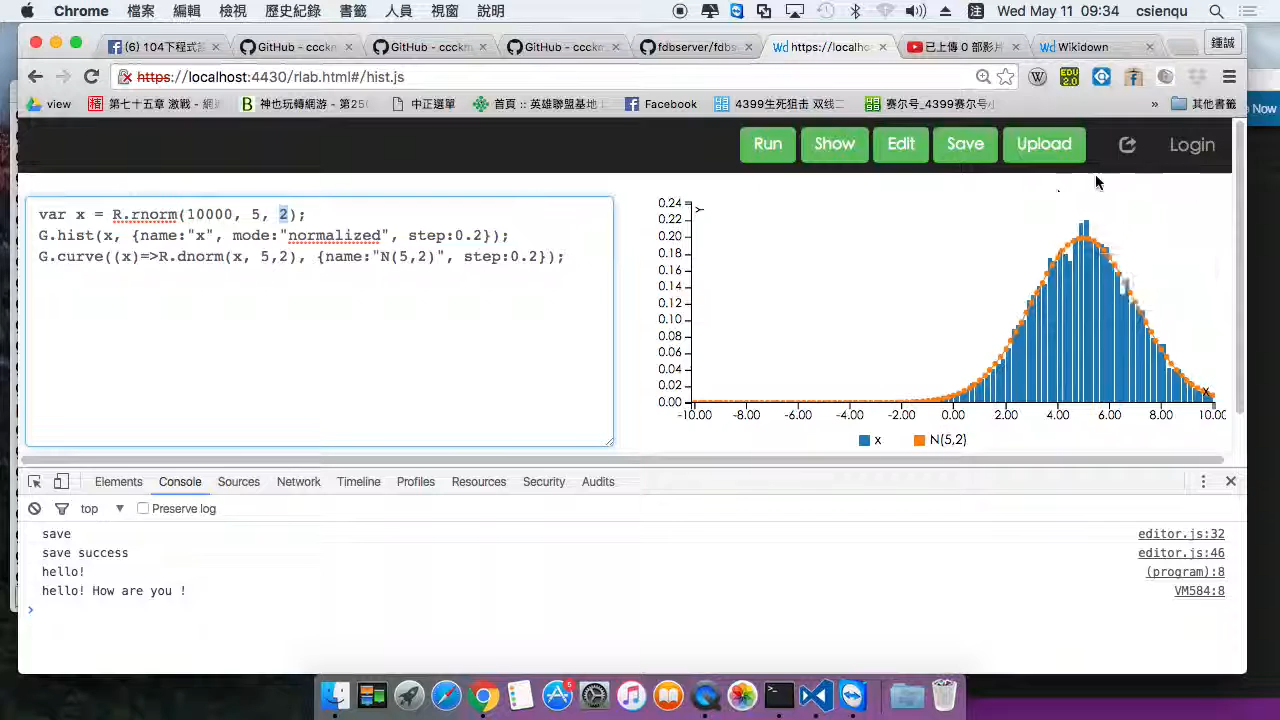 Chrome 檔案 編輯 檢視 歷史紀錄 書籤 人員 視窗 說明 Wed May 11 09:34 csienqu
(6) 104下程式設 GitHub - ccckm GitHub - ccckm GitHub - ccckm fdbserver/fdbs https://localho 已上傳 0 部影片 Wikidown 鍾誠
https://localhost:4430/rlab.html#/hist.js
view 第七十五章 激戰 - 神也玩轉網游 - 第25 中正選單 首頁 :: 英雄聯盟基地 Facebook 4399生死狙击 双线二 赛尔号_4399赛尔号 » 其他書籤
Now
Run Show Edit Save Upload Login
var x = R.rnorm(10000, 5, 2);
G.hist(x, {name:"x", mode:"normalized", step:0.2});
G.curve((x)=>R.dnorm(x, 5,2), {name:"N(5,2)", step:0.2});
Y
0.24
0.22
0.20
0.18
0.16
0.14
0.12
0.10
0.08
0.06
0.04
0.02
0.00
X
-10.00 -8.00 -6.00 -4.00 -2.00 0.00 2.00 4.00 6.00 8.00 10.00
x N(5,2)
Elements Console Sources Network Timeline Profiles Resources Security Audits
top Preserve log
save editor.js:32
save success editor.js:46
hello! (program):8
hello! How are you ! VM584:8
5